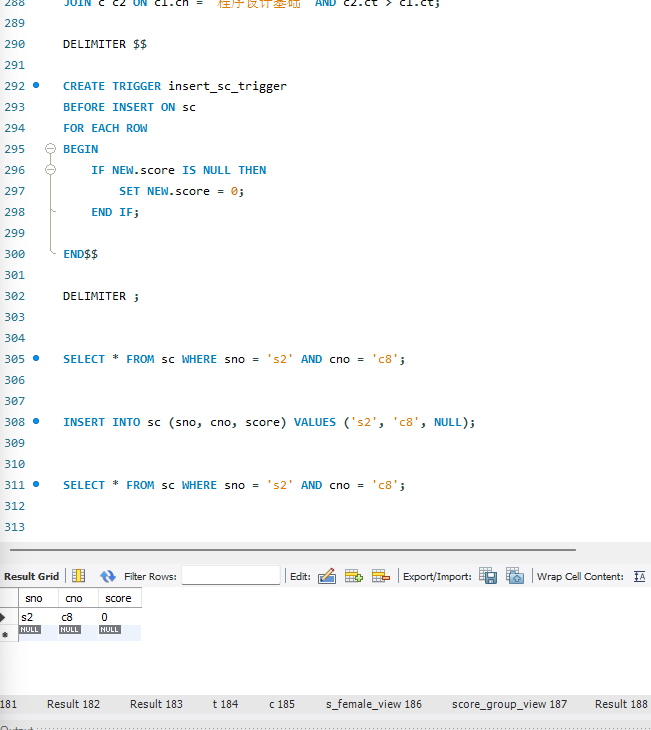 288 JOIN c c2 ON c1.cn = '程序设计基础' AND c2.ct > c1.ct;
289
290 DELIMITER $$
291
292 CREATE TRIGGER insert_sc_trigger
293 BEFORE INSERT ON sc
294 FOR EACH ROW
295 BEGIN
296 IF NEW.score IS NULL THEN
297 SET NEW.score = 0;
298 END IF;
299
300 END$$
301
302 DELIMITER ;
303
304
305 SELECT * FROM sc WHERE sno = 's2' AND cno = 'c8';
306
307
308 INSERT INTO sc (sno, cno, score) VALUES ('s2', 'c8', NULL);
309
310
311 SELECT * FROM sc WHERE sno = 's2' AND cno = 'c8';
312
313
Result Grid Filter Rows: Edit: Export/Import: Wrap Cell Content: IA
sno cno score
s2 c8 0
NULL NULL NULL
181 Result 182 Result 183 t 184 c 185 s_female_view 186 score_group_view 187 Result 188
Output